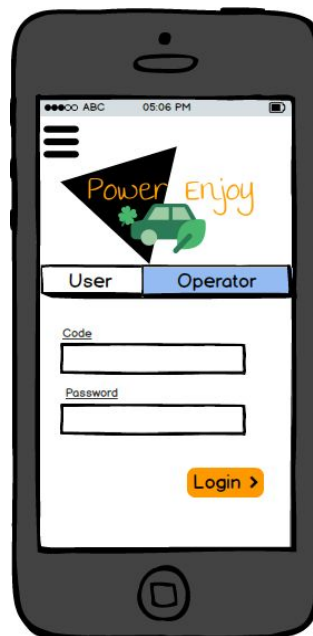 ABC 05:06 PM
Power Enjoy
User Operator
Code
Password
Login >